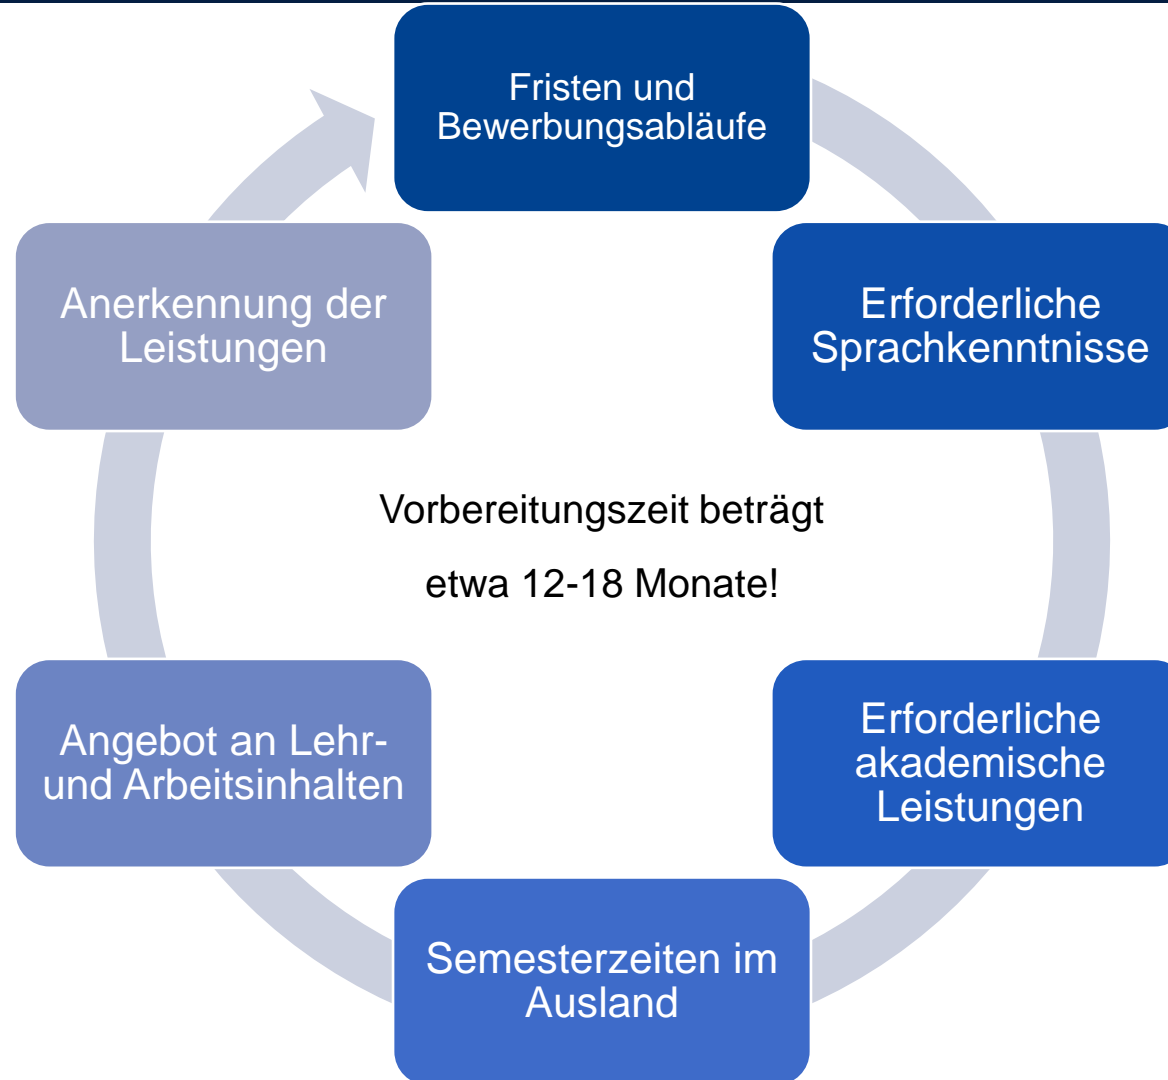 Fristen und
Bewerbungsabläufe
Erforderliche
Sprachkenntnisse
Erforderliche
akademische
Leistungen
Semesterzeiten im
Ausland
Angebot an Lehr-
und Arbeitsinhalten
Anerkennung der
Leistungen
Vorbereitungszeit beträgt
etwa 12-18 Monate!